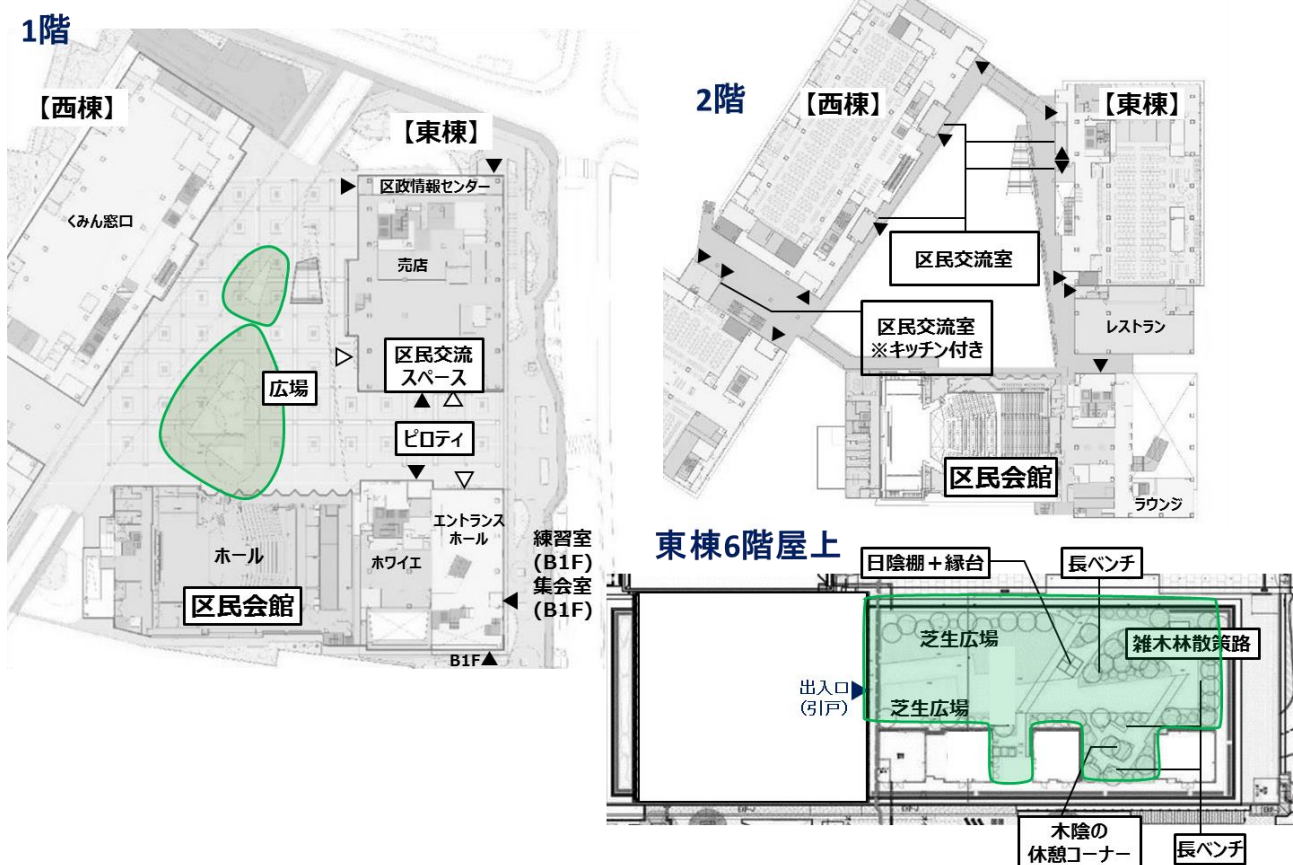 1階
【西棟】
【東棟】
区政情報センター
くみん窓口
売店
区民交流
スペース
広場
ピロティ
エントランス
ホール
ホール
ホワイエ
区民会館
練習室
(B1F)
集会室
(B1F)
B1F
2階
【西棟】
【東棟】
区民交流室
区民交流室
※キッチン付き
レストラン
区民会館
ラウンジ
東棟6階屋上
日陰棚+縁台
長ベンチ
芝生広場
雑木林散策路
出入口
(引戸)
芝生広場
木陰の
休憩コーナー
長ベンチ